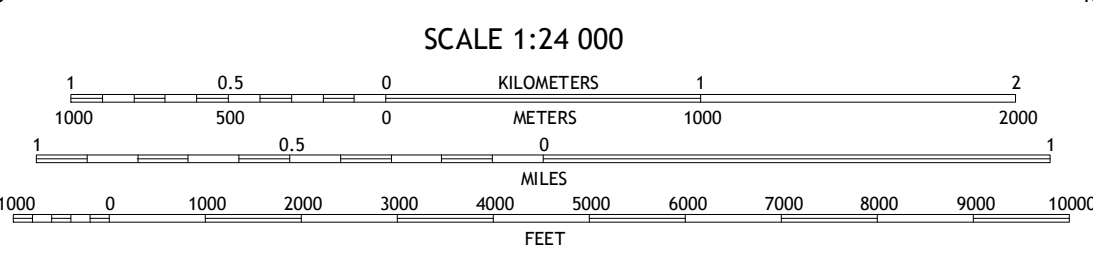 SCALE 1:24 000
1 0.5 0 KILOMETERS 1 2
1000 500 0 METERS 1000 2000
1 0.5 0 1
MILES
1000 0 1000 2000 3000 4000 5000 6000 7000 8000 9000 10000
FEET